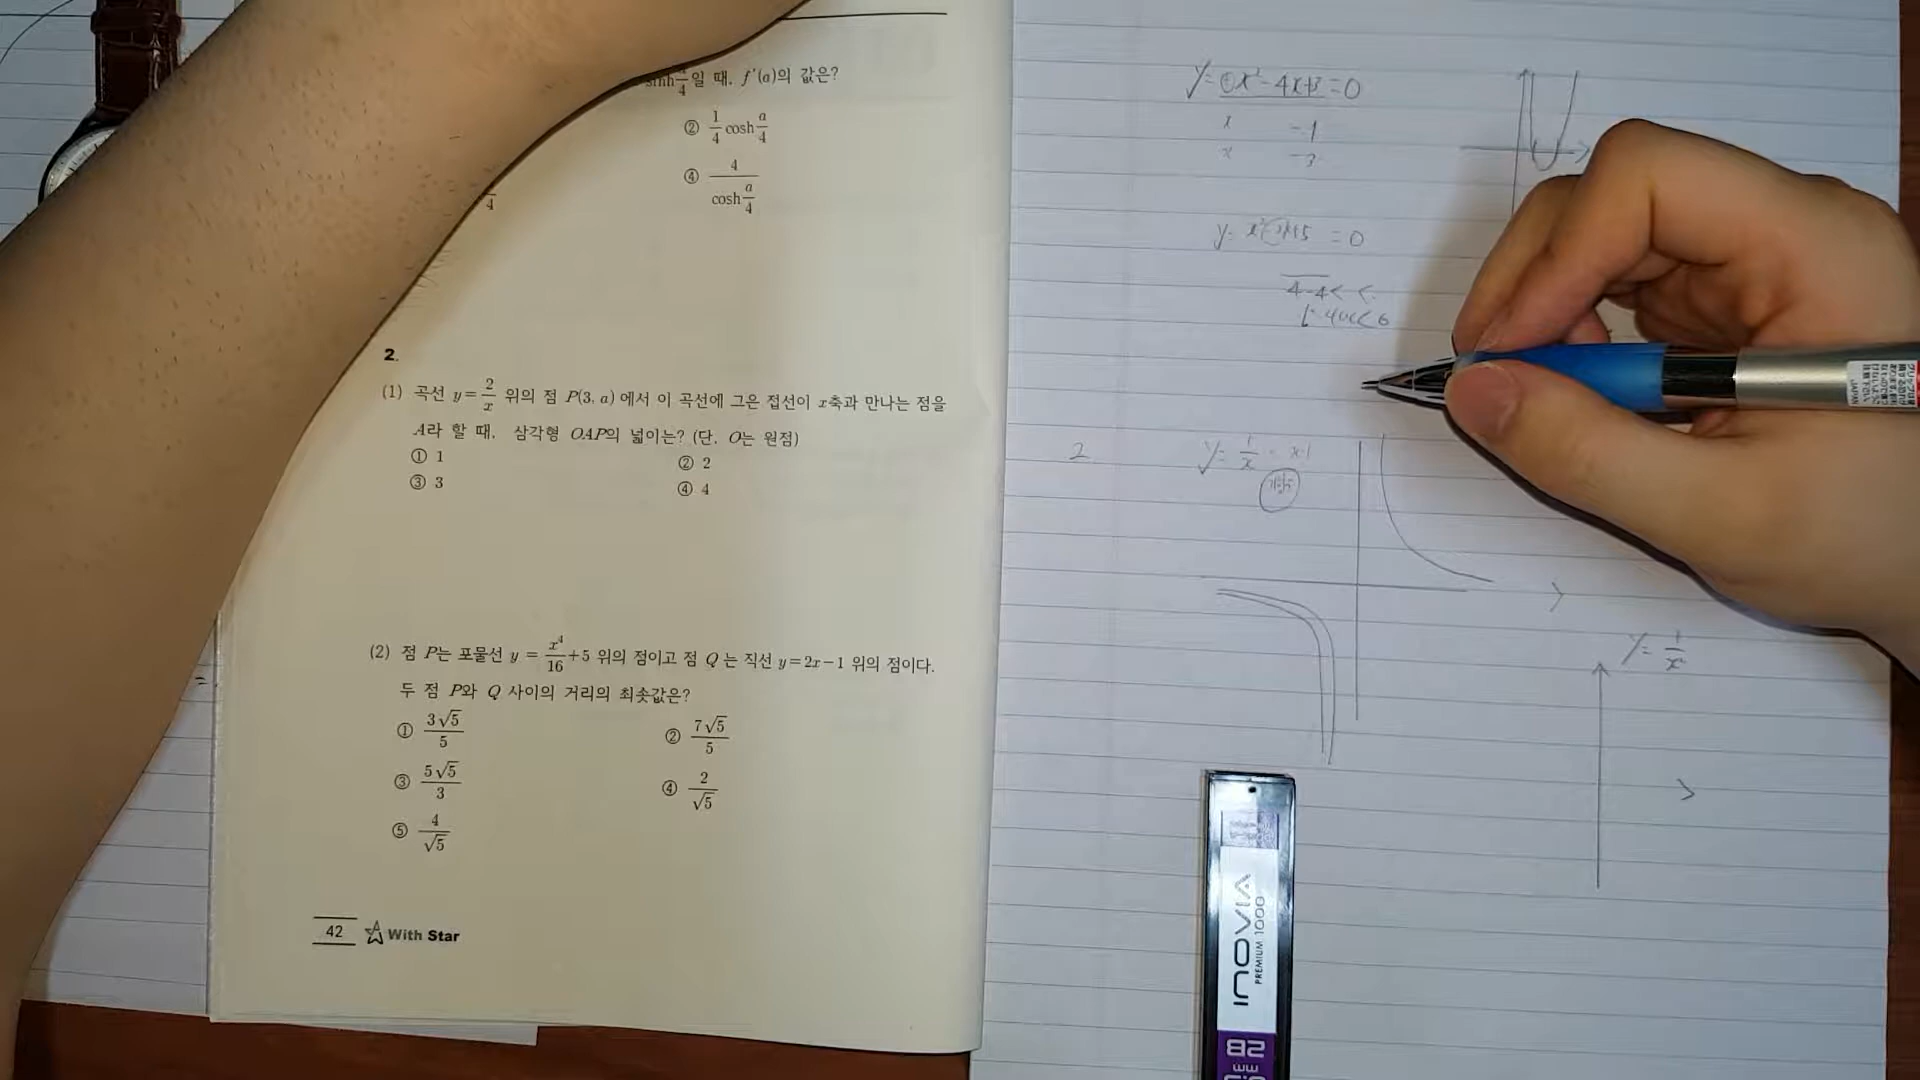 sinh a/4 일 때, f′(a)의 값은?
② 1/4 cosh a/4
④ 4/(cosh a/4)
4
2.
(1) 곡선 y=2/x 위의 점 P(3, a) 에서 이 곡선에 그은 접선이 x축과 만나는 점을
A라 할 때, 삼각형 OAP의 넓이는? (단, O는 원점)
① 1
② 2
③ 3
④ 4
(2) 점 P는 포물선 y = x⁴/16 +5 위의 점이고 점 Q 는 직선 y=2x−1 위의 점이다.
두 점 P와 Q 사이의 거리의 최솟값은?
① 3√5/5
② 7√5/5
③ 5√5/3
④ 2/√5
⑤ 4/√5
42 With Star
=0
x -1
x -3
=0
2
y= 1/x
y= 1/x²
INOVIA
PREMIUM 1000
2B